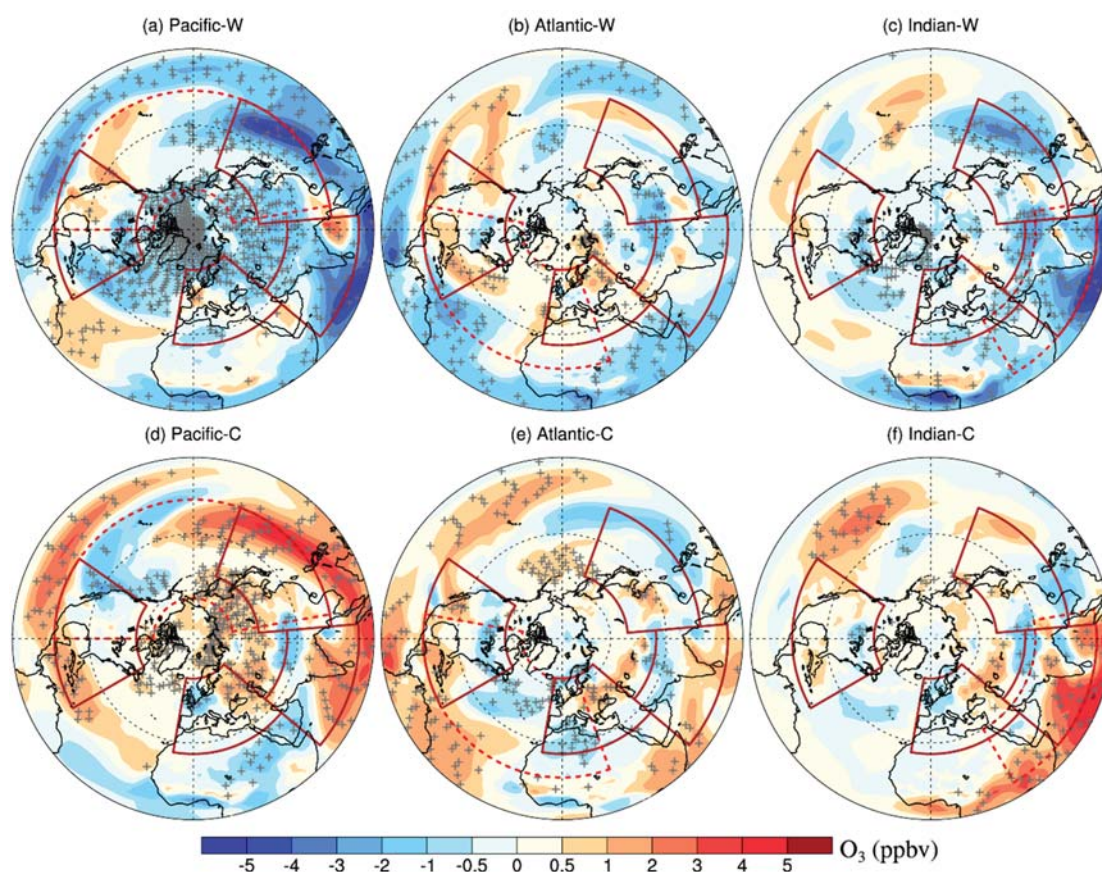 (a) Pacific-W (b) Atlantic-W (c) Indian-W
(d) Pacific-C (e) Atlantic-C (f) Indian-C
-5 -4 -3 -2 -1 -0.5 0 0.5 1 2 3 4 5 O₃ (ppbv)